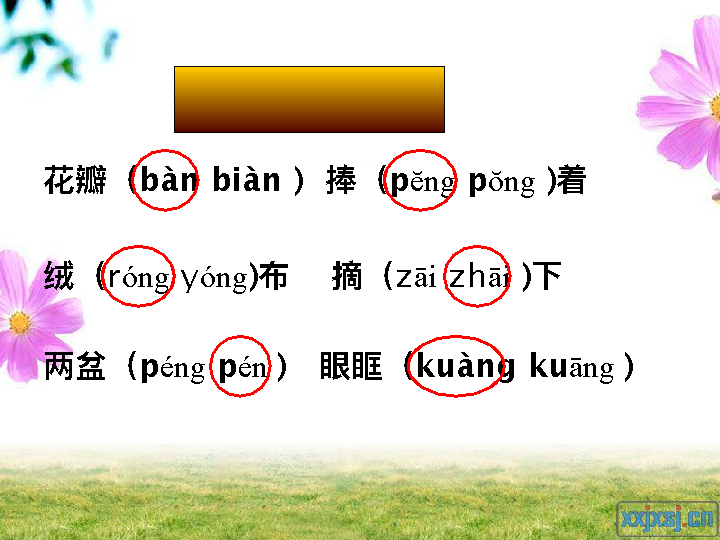 花瓣（bàn biàn ）捧（pěng pǒng )着
绒（róng yóng)布 摘（zāi zhāi )下
两盆（péng pén ） 眼眶（kuàng kuāng ）
xxjxsj.cn